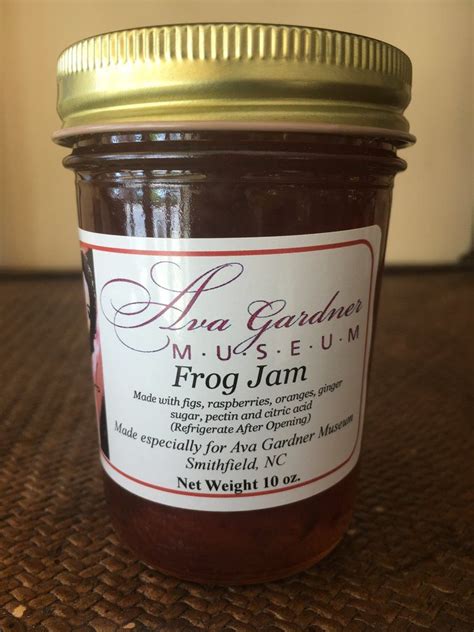 Ava Gardner
M·U·S·E·U·M
Frog Jam
Made with figs, raspberries, oranges, ginger
sugar, pectin and citric acid
(Refrigerate After Opening)
Made especially for Ava Gardner Museum
Smithfield, NC
Net Weight 10 oz.